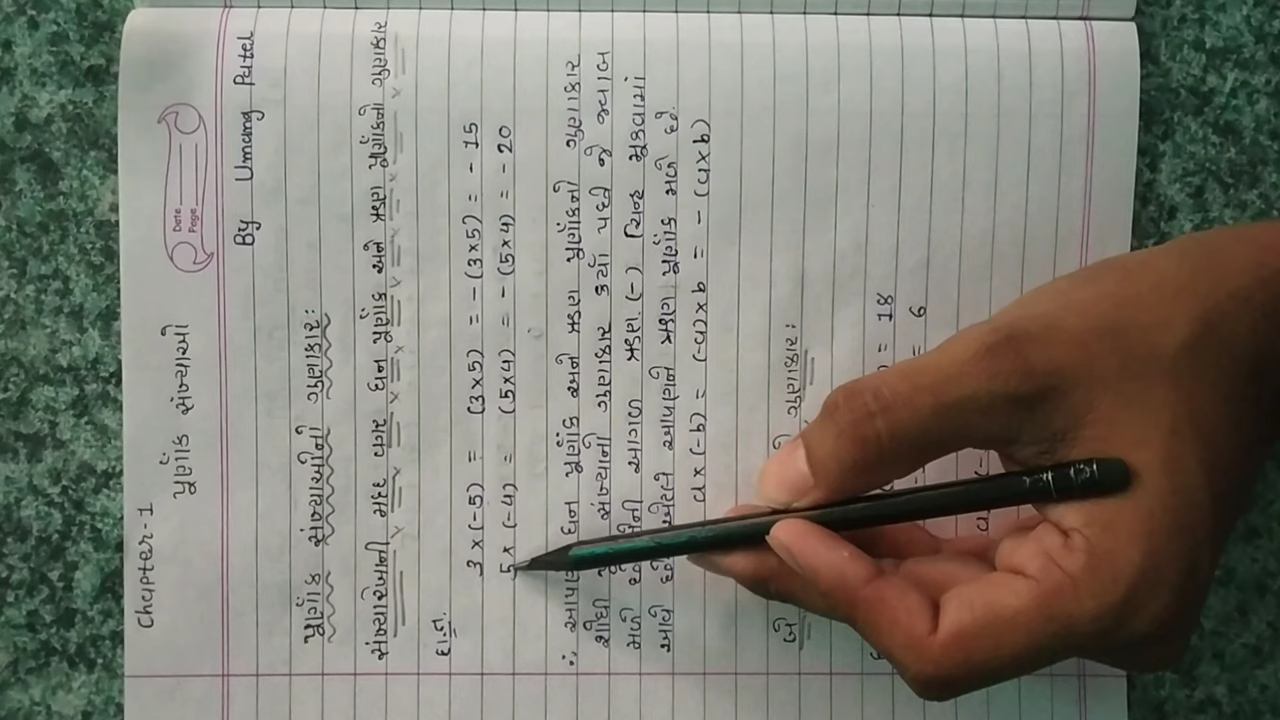 Date
Page
Chapter-1
પૂર્ણાંક સંખ્યાઓ
By Umang Patel
પૂર્ણાંક સંખ્યાઓનો ગુણાકાર:
સંખ્યારેખાની મદદ વગર ધન પૂર્ણાંક અને ઋણ પૂર્ણાંકનો ગુણાકાર
દા.ત.
3 × (-5) = (3×5) = - (3×5) = - 15
5 × (-4) = (5×4) = - (5×4) = - 20
∴ ધન પૂર્ણાંક અને ઋણ પૂર્ણાંકનો ગુણાકાર
શોધી સંખ્યાનો ગુણાકાર કર્યા પછી જે જવાબ
મળે આગળ ઋણ (-) ચિન્હ મૂકવામાં
આવે એટલે આપણને ઋણ પૂર્ણાંક મળે છે.
a × (-b) = (-a) × b = - (a×b)
બે ગુણાકાર:
= 18
= 6